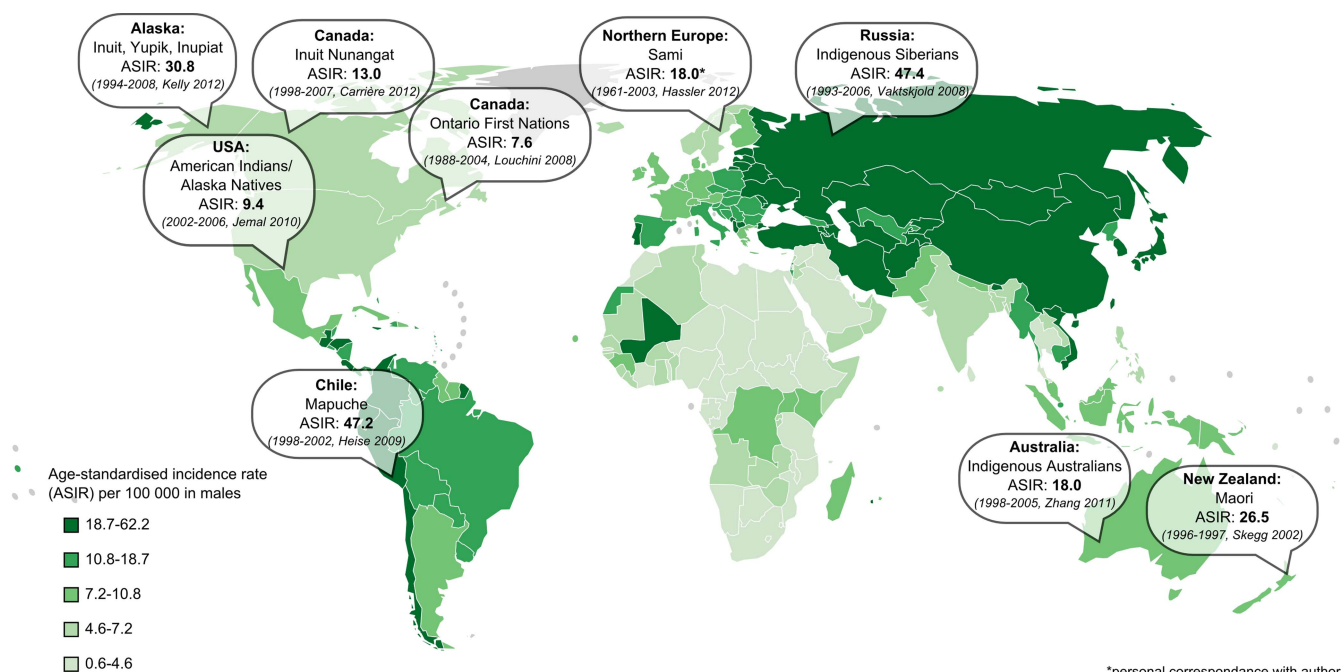 Alaska:
Inuit, Yupik, Inupiat
ASIR: 30.8
(1994-2008, Kelly 2012)
Canada:
Inuit Nunangat
ASIR: 13.0
(1998-2007, Carrière 2012)
Northern Europe:
Sami
ASIR: 18.0*
(1961-2003, Hassler 2012)
Russia:
Indigenous Siberians
ASIR: 47.4
(1993-2006, Vaktskjold 2008)
Canada:
Ontario First Nations
ASIR: 7.6
(1988-2004, Louchini 2008)
USA:
American Indians/
Alaska Natives
ASIR: 9.4
(2002-2006, Jemal 2010)
Chile:
Mapuche
ASIR: 47.2
(1998-2002, Heise 2009)
Australia:
Indigenous Australians
ASIR: 18.0
(1998-2005, Zhang 2011)
New Zealand:
Maori
ASIR: 26.5
(1996-1997, Skegg 2002)
Age-standardised incidence rate
(ASIR) per 100 000 in males
18.7-62.2
10.8-18.7
7.2-10.8
4.6-7.2
0.6-4.6
*personal correspondence with author